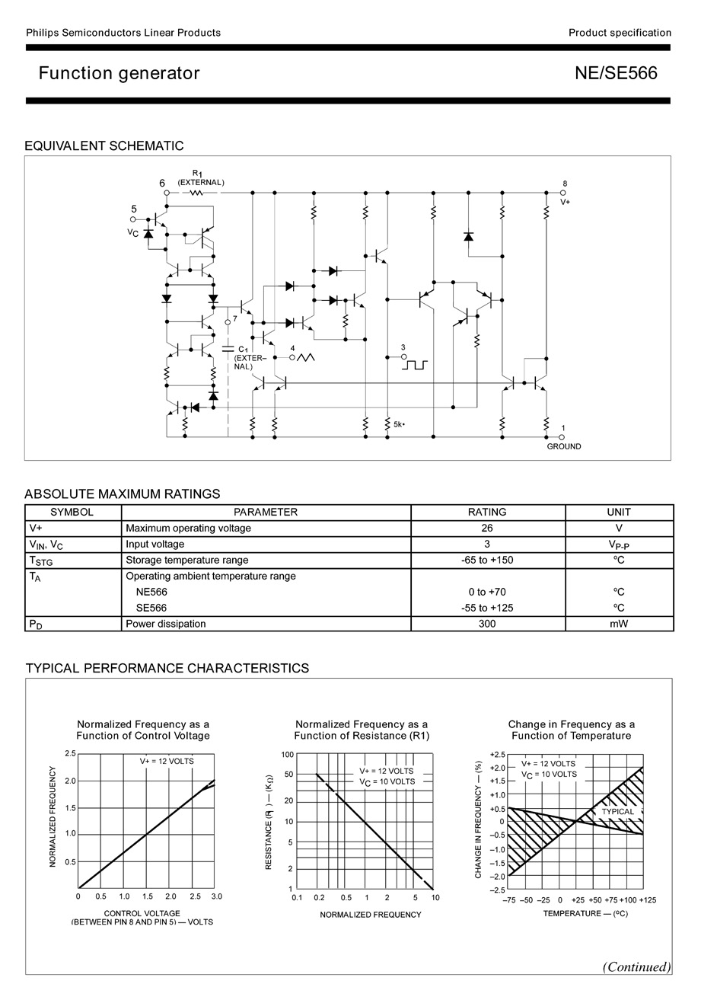 Philips Semiconductors Linear Products
Product specification
Function generator
NE/SE566
EQUIVALENT SCHEMATIC
R1
(EXTERNAL)
6
8
V+
5
VC
7
C1
(EXTER–
NAL)
4
3
5k•
1
GROUND
ABSOLUTE MAXIMUM RATINGS
SYMBOL PARAMETER RATING UNIT
V+ Maximum operating voltage 26 V
VIN, VC Input voltage 3 VP-P
TSTG Storage temperature range -65 to +150 ºC
TA Operating ambient temperature range
NE566 0 to +70 ºC
SE566 -55 to +125 ºC
PD Power dissipation 300 mW
TYPICAL PERFORMANCE CHARACTERISTICS
Normalized Frequency as a
Function of Control Voltage
V+ = 12 VOLTS
NORMALIZED FREQUENCY
2.5
2.0
1.5
1.0
0.5
0 0.5 1.0 1.5 2.0 2.5 3.0
CONTROL VOLTAGE
(BETWEEN PIN 8 AND PIN 5) — VOLTS
Normalized Frequency as a
Function of Resistance (R1)
V+ = 12 VOLTS
VC = 10 VOLTS
RESISTANCE (R1) — (KΩ)
100
50
20
10
5
2
1
0.1 0.2 0.5 1 2 5 10
NORMALIZED FREQUENCY
Change in Frequency as a
Function of Temperature
V+ = 12 VOLTS
VC = 10 VOLTS
TYPICAL
CHANGE IN FREQUENCY — (%)
+2.5
+2.0
+1.5
+1.0
+0.5
0
–0.5
–1.0
–1.5
–2.0
–2.5
–75 –50 –25 0 +25 +50 +75 +100 +125
TEMPERATURE — (ºC)
(Continued)